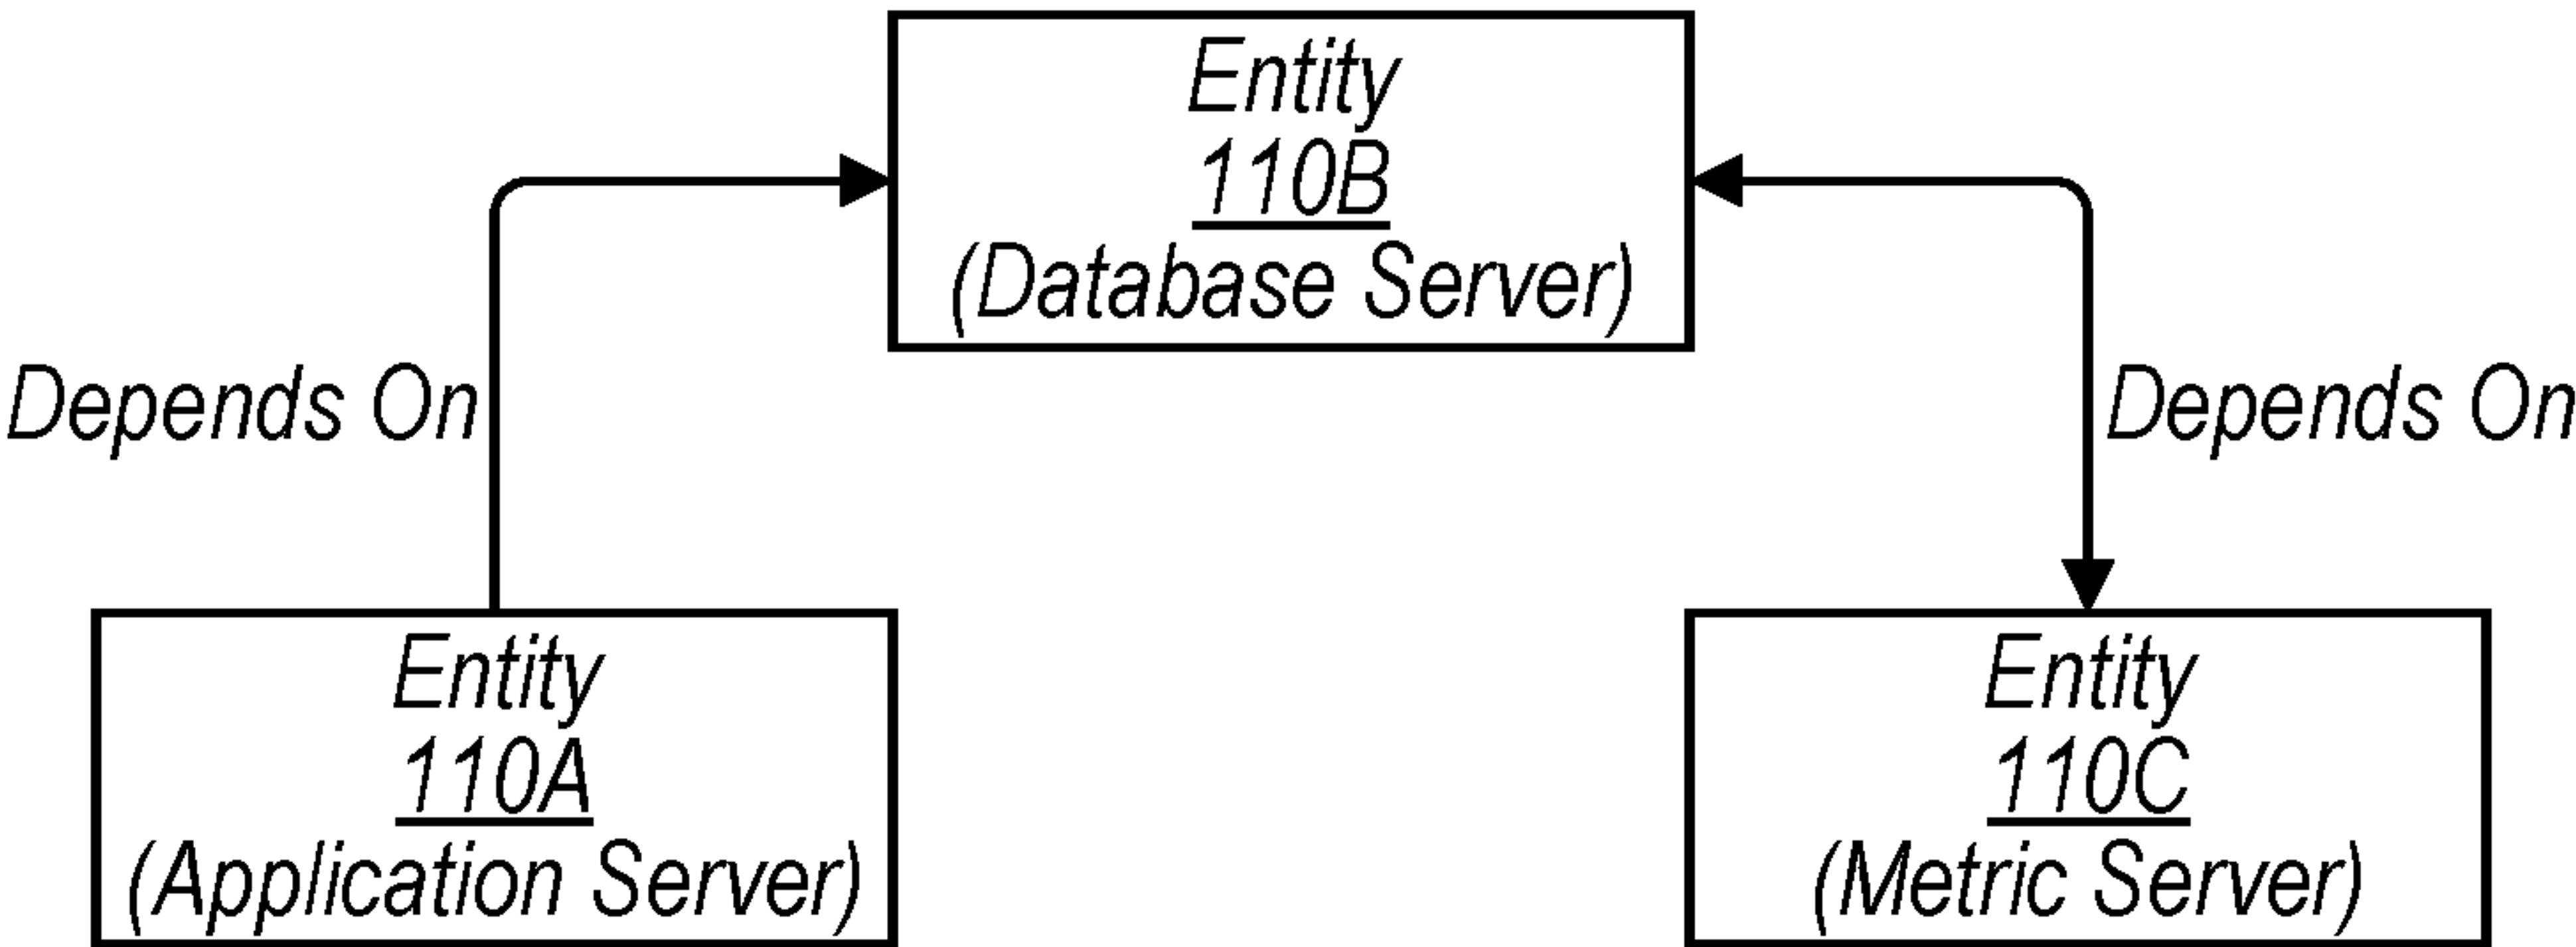 Entity
110B
(Database Server)
Depends On
Depends On
Entity
110A
(Application Server)
Entity
110C
(Metric Server)